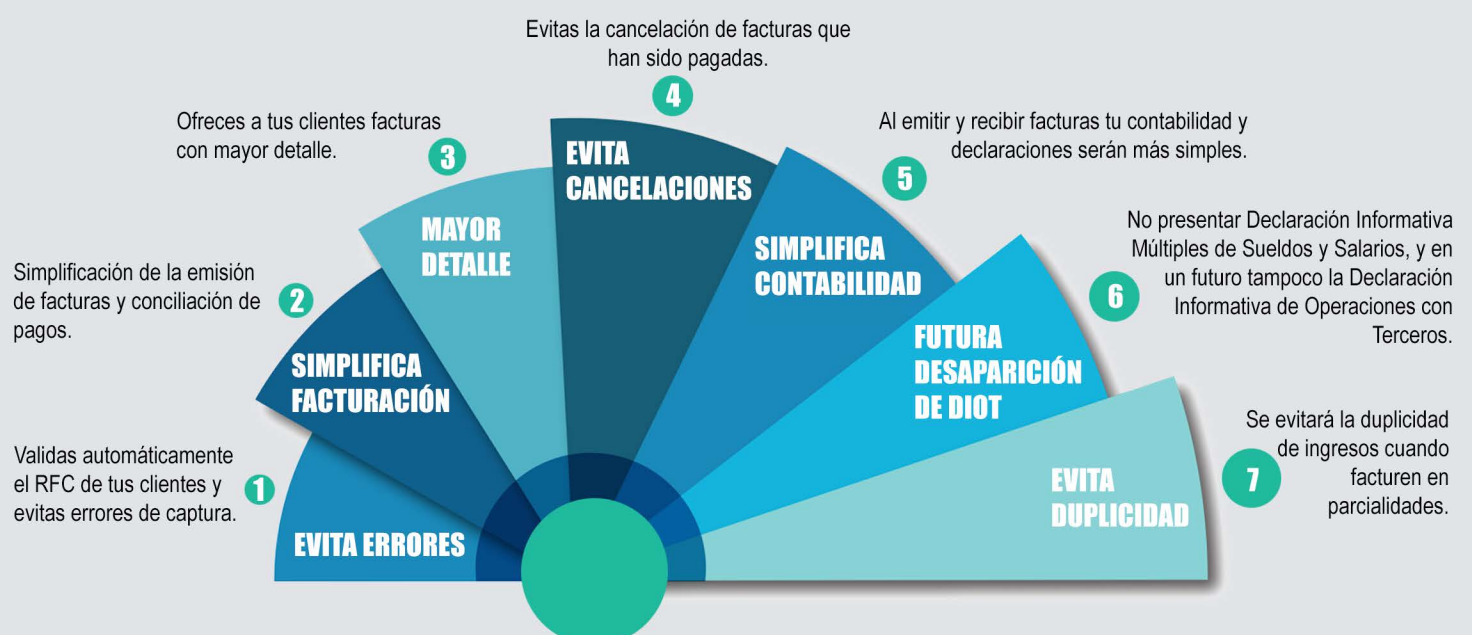 Validas automáticamente
el RFC de tus clientes y
evitas errores de captura.
1
EVITA ERRORES
Simplificación de la emisión
de facturas y conciliación de
pagos.
2
SIMPLIFICA
FACTURACIÓN
Ofreces a tus clientes facturas
con mayor detalle.
3
MAYOR
DETALLE
Evitas la cancelación de facturas que
han sido pagadas.
4
EVITA
CANCELACIONES
Al emitir y recibir facturas tu contabilidad y
declaraciones serán más simples.
5
SIMPLIFICA
CONTABILIDAD
No presentar Declaración Informativa
Múltiples de Sueldos y Salarios, y en
un futuro tampoco la Declaración
Informativa de Operaciones con
Terceros.
6
FUTURA
DESAPARICIÓN
DE DIOT
Se evitará la duplicidad
de ingresos cuando
facturen en
parcialidades.
7
EVITA
DUPLICIDAD